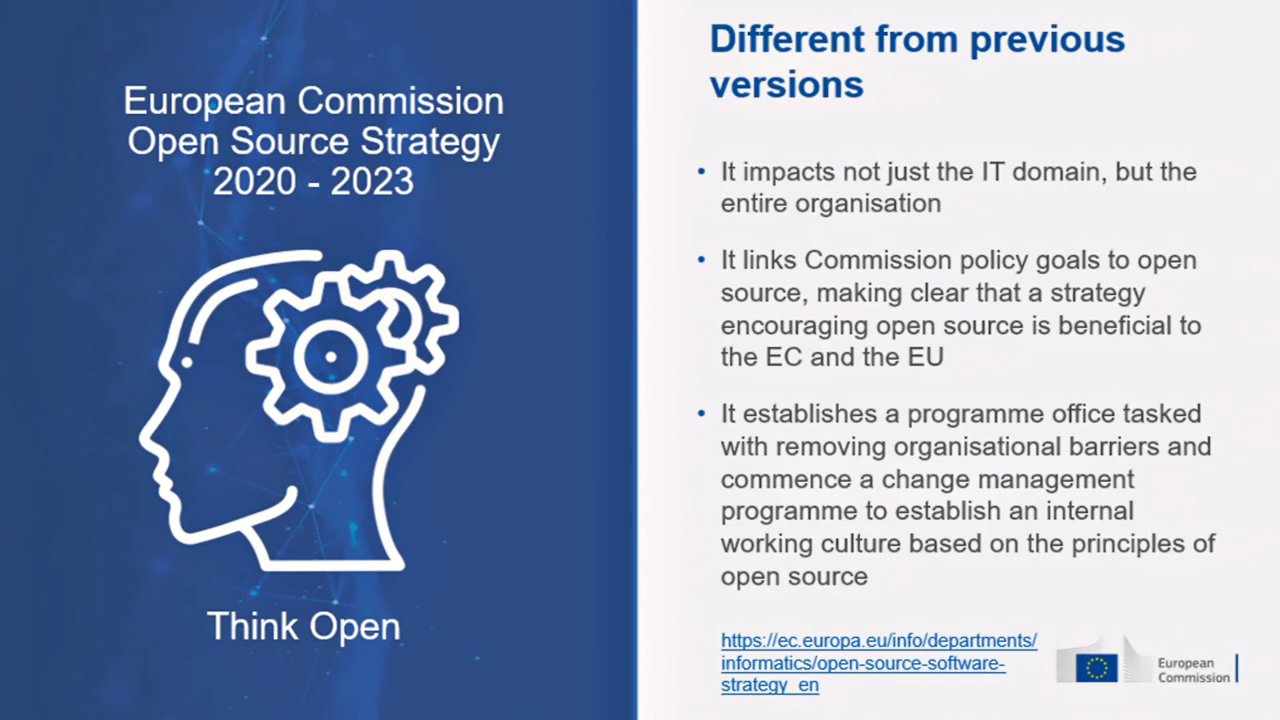 European Commission
Open Source Strategy
2020 - 2023
Think Open
Different from previous
versions
• It impacts not just the IT domain, but the
entire organisation
• It links Commission policy goals to open
source, making clear that a strategy
encouraging open source is beneficial to
the EC and the EU
• It establishes a programme office tasked
with removing organisational barriers and
commence a change management
programme to establish an internal
working culture based on the principles of
open source
https://ec.europa.eu/info/departments/
informatics/open-source-software-
strategy_en
European
Commission